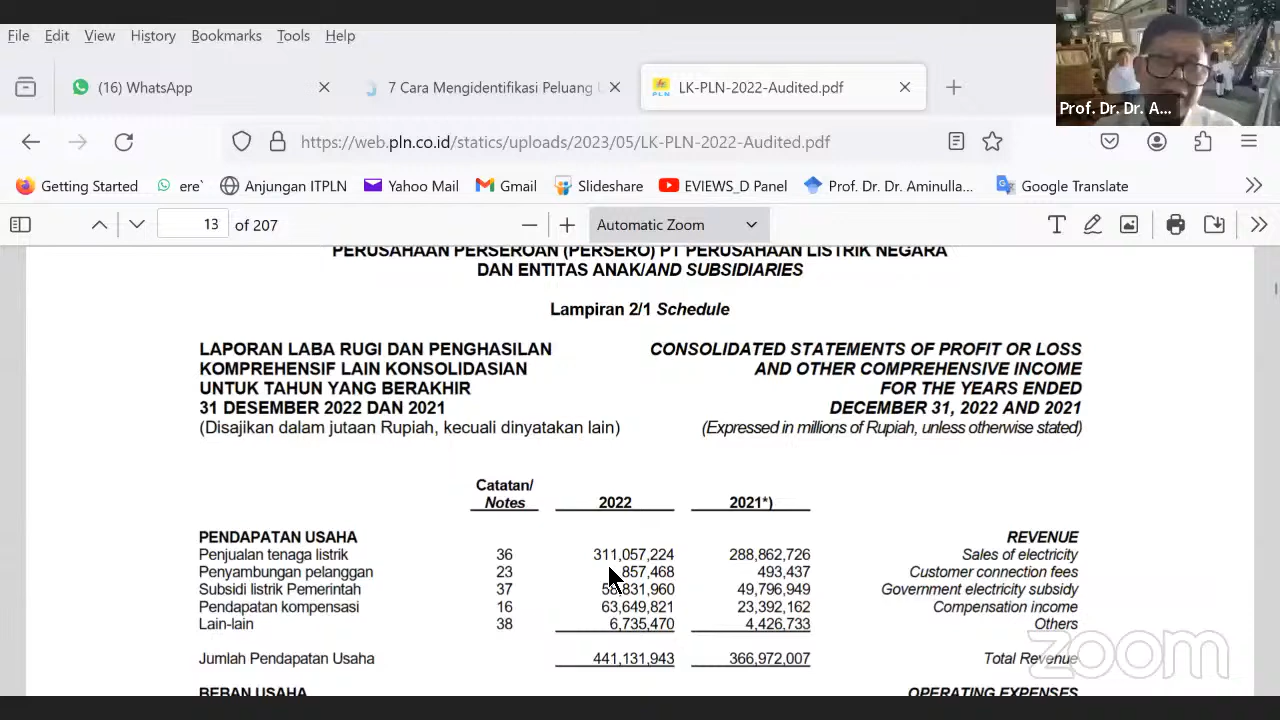 File Edit View History Bookmarks Tools Help
(16) WhatsApp
7 Cara Mengidentifikasi Peluang U
LK-PLN-2022-Audited.pdf
PLN
Prof. Dr. Dr. A...
https://web.pln.co.id/statics/uploads/2023/05/LK-PLN-2022-Audited.pdf
Getting Started ere` Anjungan ITPLN Yahoo Mail Gmail Slideshare EVIEWS_D Panel Prof. Dr. Dr. Aminulla... Google Translate
13 of 207 Automatic Zoom
PERUSAHAAN PERSEROAN (PERSERO) PT PERUSAHAAN LISTRIK NEGARA
DAN ENTITAS ANAK/AND SUBSIDIARIES
Lampiran 2/1 Schedule
LAPORAN LABA RUGI DAN PENGHASILAN
KOMPREHENSIF LAIN KONSOLIDASIAN
UNTUK TAHUN YANG BERAKHIR
31 DESEMBER 2022 DAN 2021
(Disajikan dalam jutaan Rupiah, kecuali dinyatakan lain)
CONSOLIDATED STATEMENTS OF PROFIT OR LOSS
AND OTHER COMPREHENSIVE INCOME
FOR THE YEARS ENDED
DECEMBER 31, 2022 AND 2021
(Expressed in millions of Rupiah, unless otherwise stated)
Catatan/
Notes 2022 2021*)
PENDAPATAN USAHA REVENUE
Penjualan tenaga listrik 36 311,057,224 288,862,726 Sales of electricity
Penyambungan pelanggan 23 857,468 493,437 Customer connection fees
Subsidi listrik Pemerintah 37 58,831,960 49,796,949 Government electricity subsidy
Pendapatan kompensasi 16 63,649,821 23,392,162 Compensation income
Lain-lain 38 6,735,470 4,426,733 Others
Jumlah Pendapatan Usaha 441,131,943 366,972,007 Total Revenue
BEBAN USAHA OPERATING EXPENSES
zoom